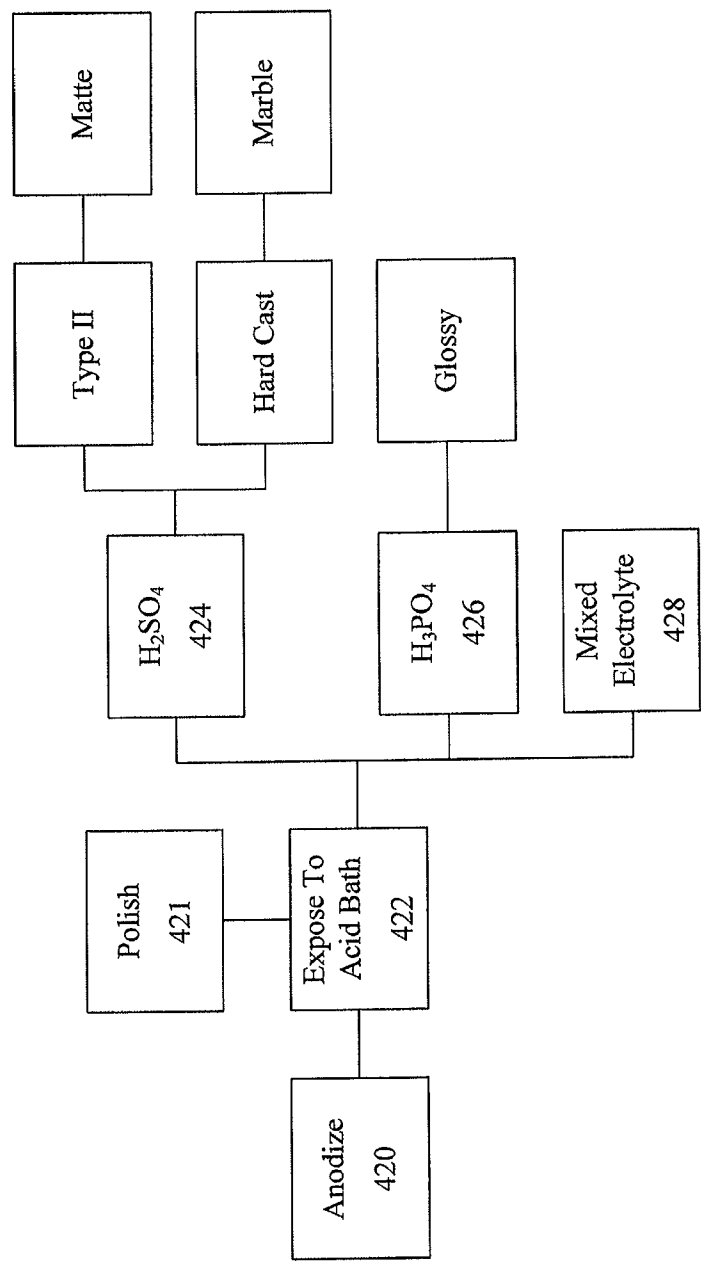 Anodize
420
Polish
421
Expose To
Acid Bath
422
H₂SO₄
424
H₃PO₄
426
Mixed
Electrolyte
428
Type II
Hard Cast
Glossy
Matte
Marble